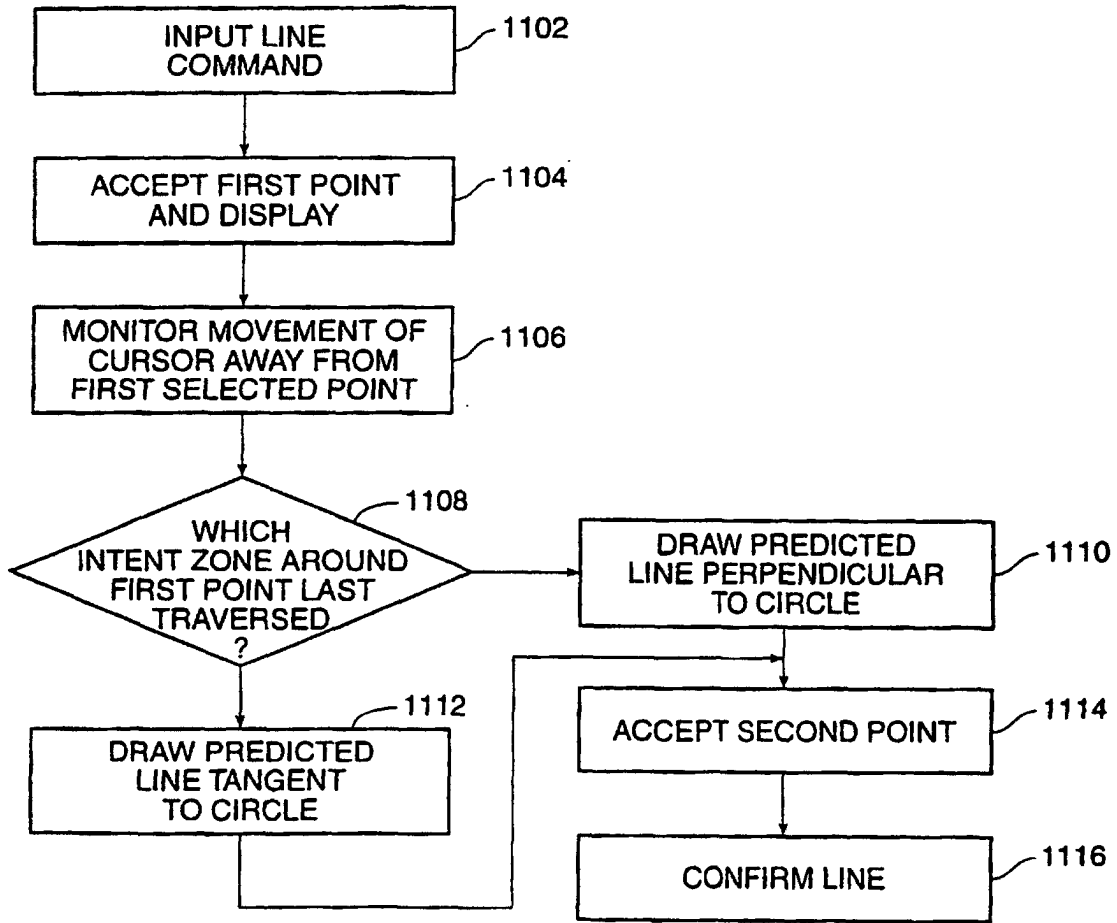 INPUT LINE
COMMAND
1102
ACCEPT FIRST POINT
AND DISPLAY
1104
MONITOR MOVEMENT OF
CURSOR AWAY FROM
FIRST SELECTED POINT
1106
WHICH
INTENT ZONE AROUND
FIRST POINT LAST
TRAVERSED
?
1108
DRAW PREDICTED
LINE PERPENDICULAR
TO CIRCLE
1110
DRAW PREDICTED
LINE TANGENT
TO CIRCLE
1112
ACCEPT SECOND POINT
1114
CONFIRM LINE
1116